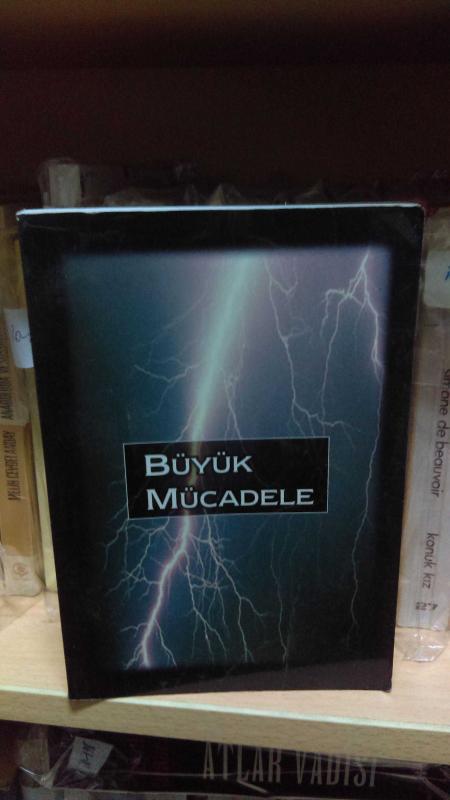 BÜYÜK
MÜCADELE
simone de beauvoir
konuk kız
ATLAR VADİSİ